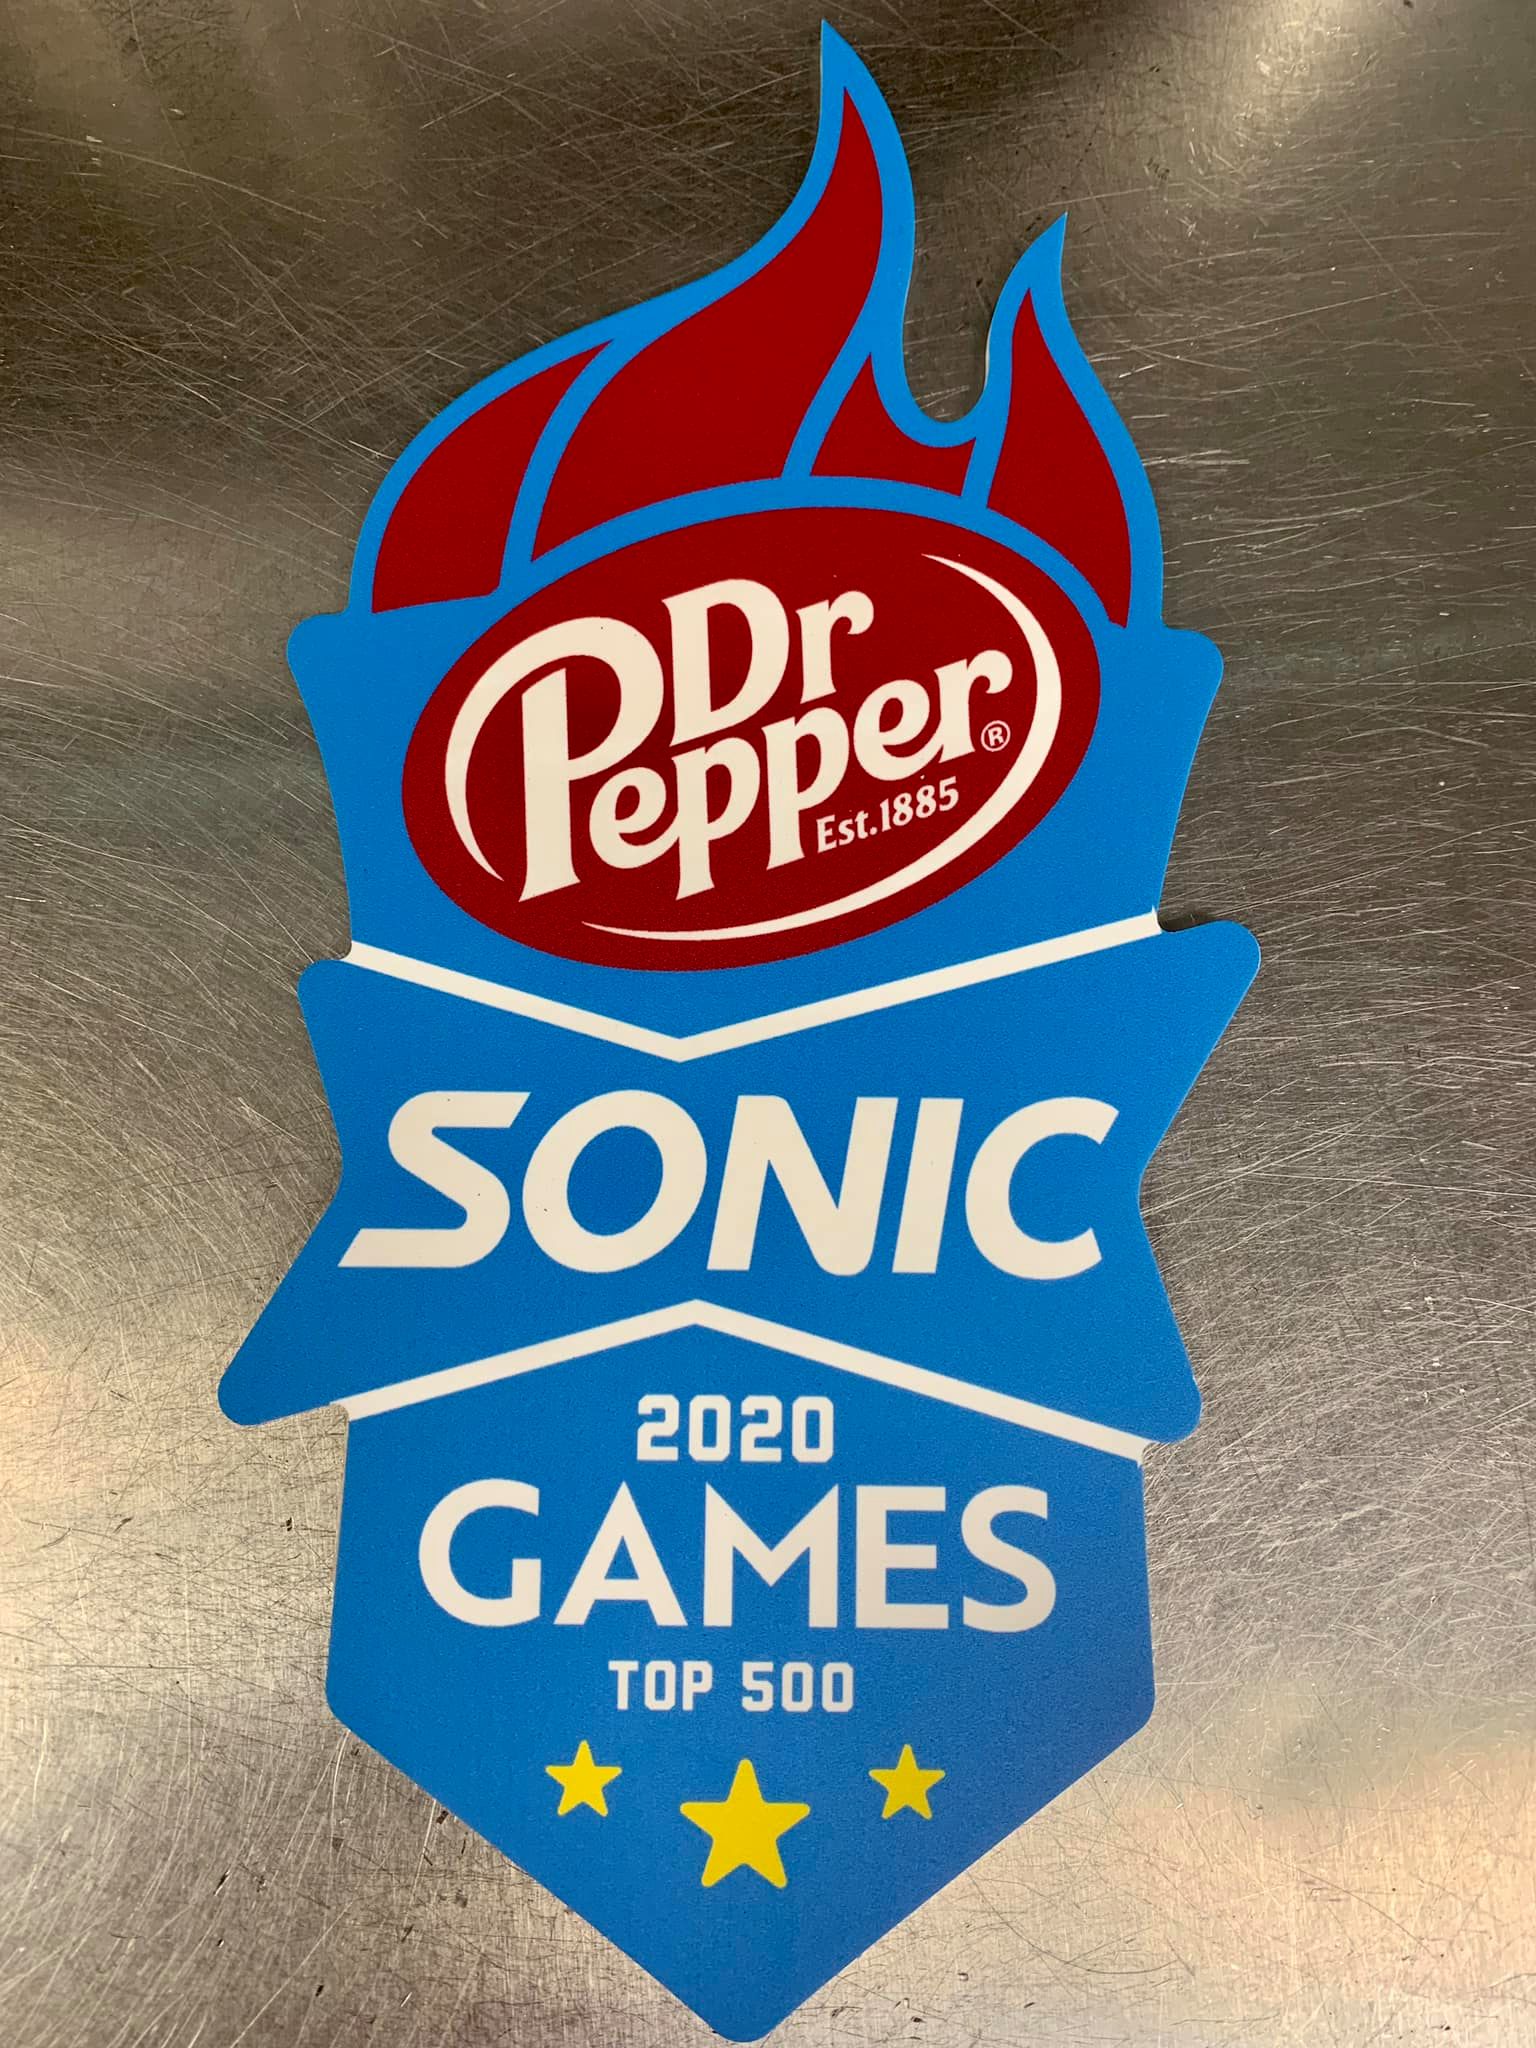 Dr
Pepper®
Est.1885
SONIC
2020
GAMES
TOP 500